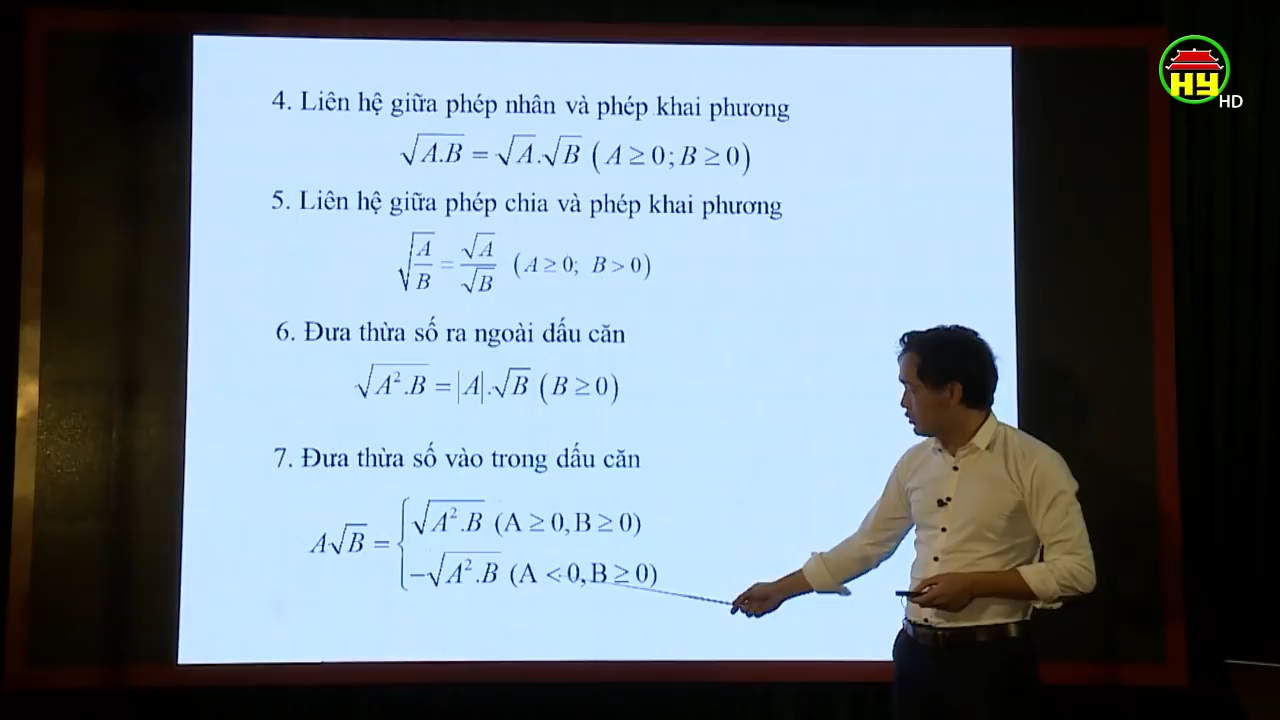 HY
HD
4. Liên hệ giữa phép nhân và phép khai phương
√(A.B) = √A.√B (A ≥ 0; B ≥ 0)
5. Liên hệ giữa phép chia và phép khai phương
√(A/B) = √A/√B (A ≥ 0; B > 0)
6. Đưa thừa số ra ngoài dấu căn
√(A².B) = |A|.√B (B ≥ 0)
7. Đưa thừa số vào trong dấu căn
A√B = { √(A².B) (A ≥ 0, B ≥ 0)
−√(A².B) (A < 0, B ≥ 0)